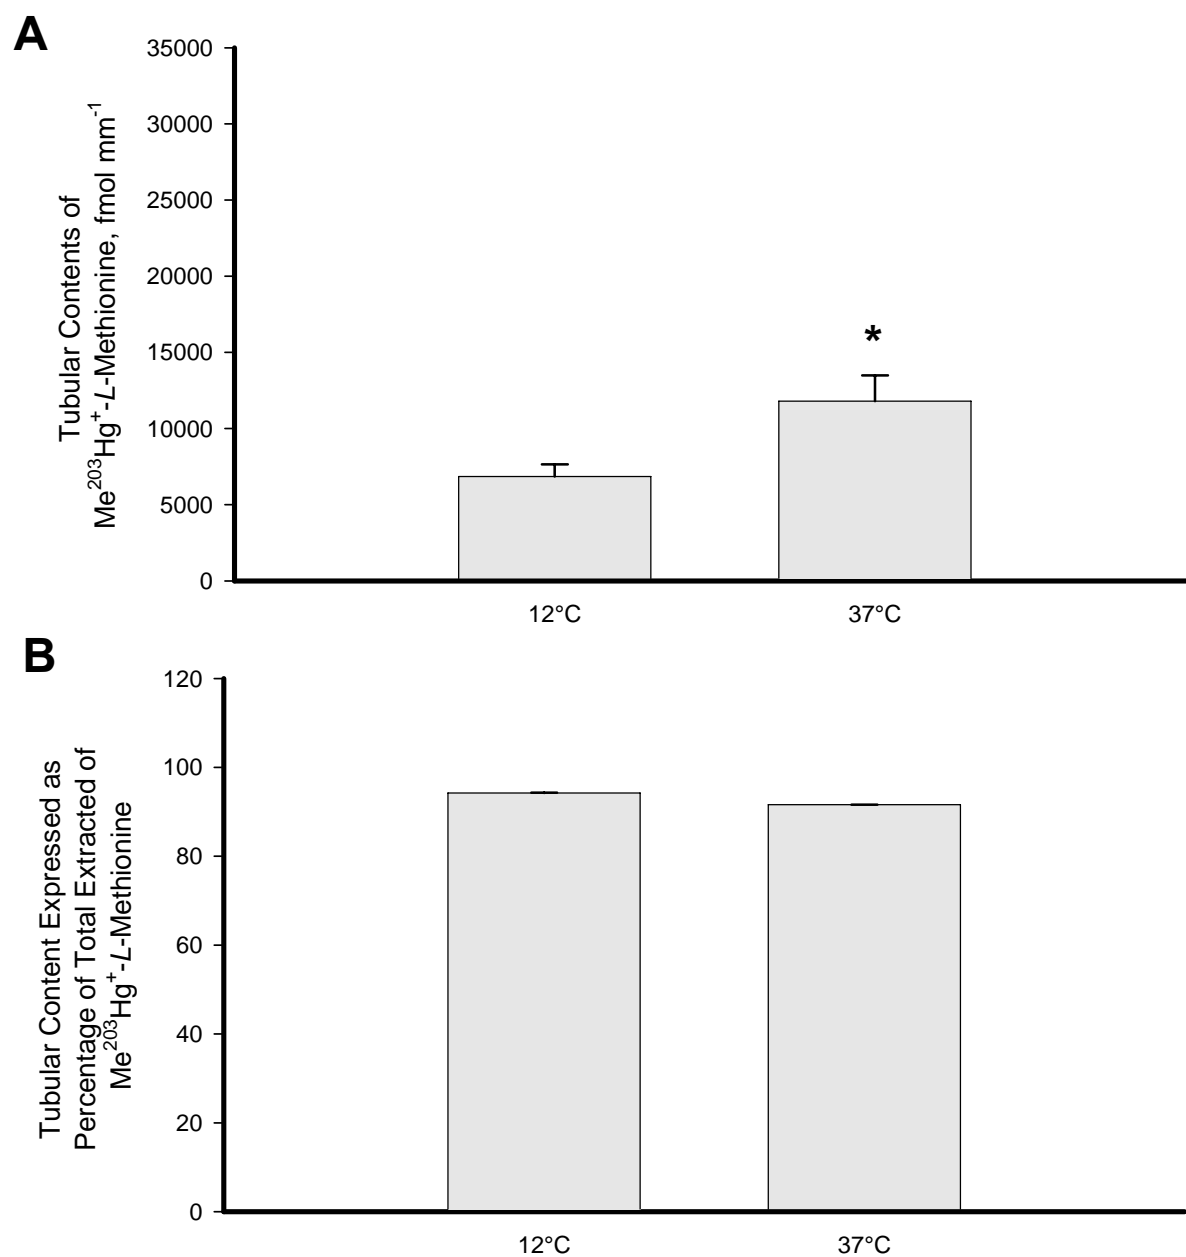 A
35000
30000
25000
20000
15000
10000
5000
0
Tubular Contents of
Me²⁰³Hg⁺-L-Methionine, fmol mm⁻¹
*
12°C
37°C
B
120
100
80
60
40
20
0
Tubular Content Expressed as
Percentage of Total Extracted of
Me²⁰³Hg⁺-L-Methionine
12°C
37°C